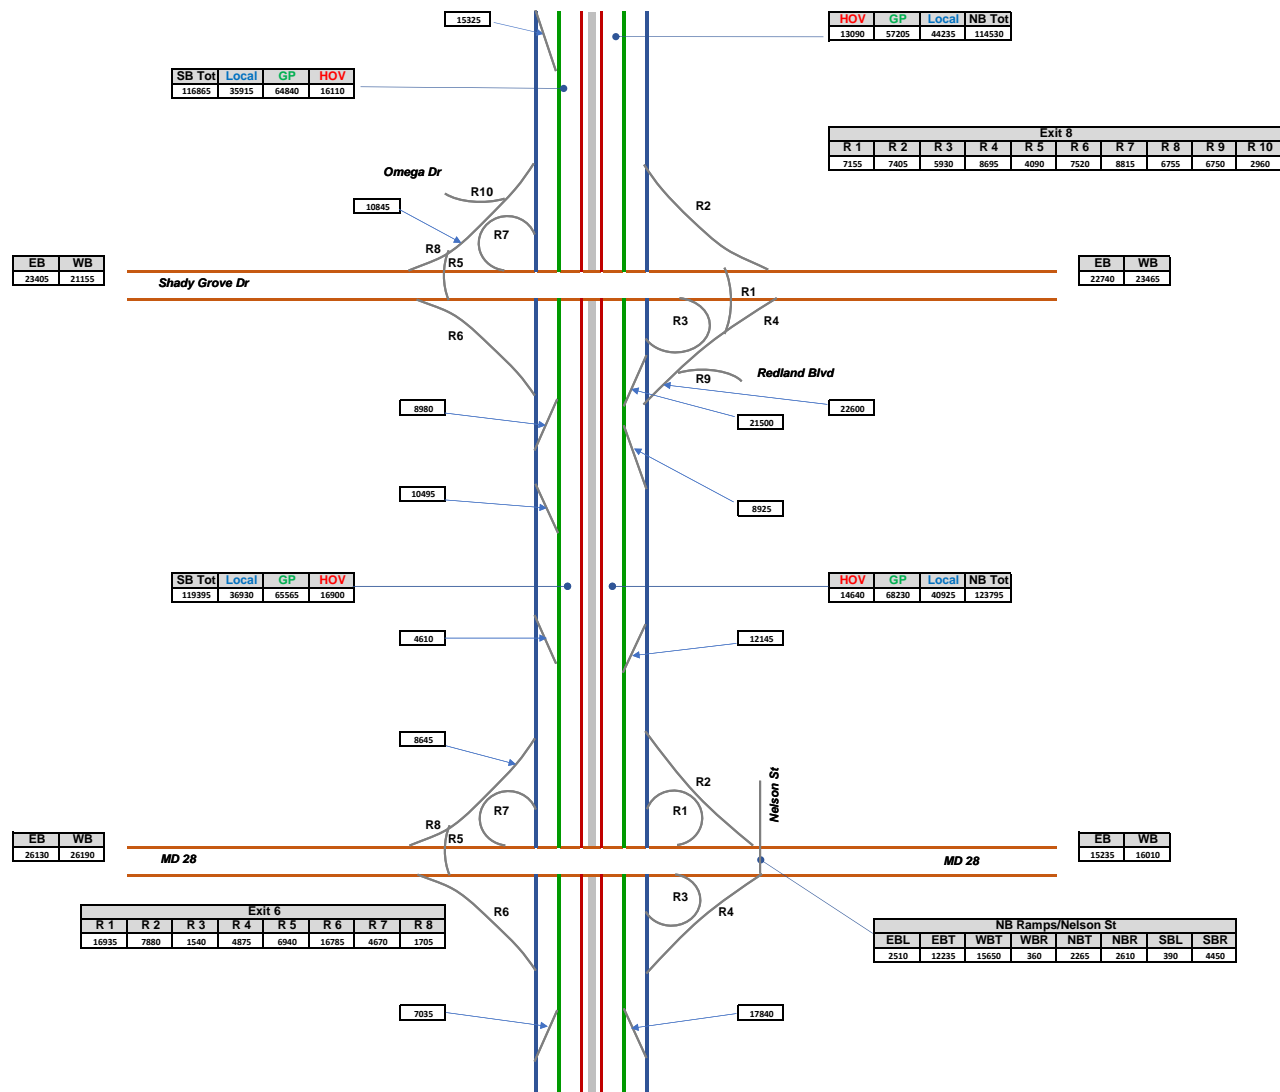 15325
HOV GP Local NB Tot
13090 57205 44235 114530
SB Tot Local GP HOV
116865 35915 64840 16110
Exit 8
R 1 R 2 R 3 R 4 R 5 R 6 R 7 R 8 R 9 R 10
7155 7405 5930 8695 4090 7520 8815 6755 6750 2960
Omega Dr
R10
10845
R2
R7
R8
R5
EB WB
23405 21155
EB WB
22740 23465
Shady Grove Dr
R1
R3
R4
R6
R9
Redland Blvd
8980
22600
21500
10495
8925
SB Tot Local GP HOV
119395 36930 65565 16900
HOV GP Local NB Tot
14640 68230 40925 123795
4610
12145
8645
R2
Nelson St
R7
R1
R8
R5
EB WB
26130 26190
EB WB
15235 16010
MD 28
MD 28
R3
R6
R4
Exit 6
R 1 R 2 R 3 R 4 R 5 R 6 R 7 R 8
16935 7880 1540 4875 6940 16785 4670 1705
NB Ramps/Nelson St
EBL EBT WBT WBR NBT NBR SBL SBR
2510 12235 15650 360 2265 2610 390 4450
7035
17840